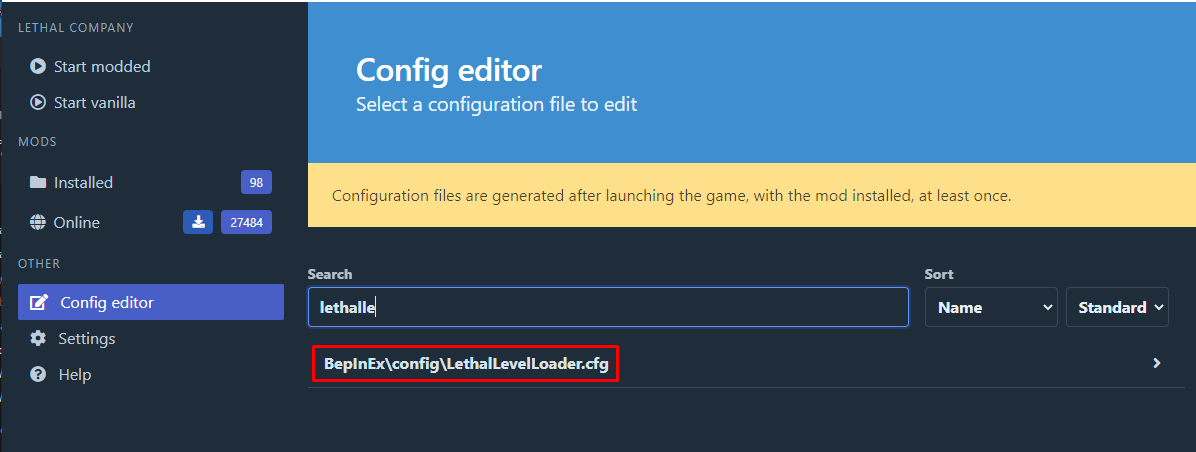 LETHAL COMPANY
Start modded
Start vanilla
MODS
Installed 98
Online 27484
OTHER
Config editor
Settings
Help
Config editor
Select a configuration file to edit
Configuration files are generated after launching the game, with the mod installed, at least once.
Search
lethalle
Sort
Name Standard
BepInEx\config\LethalLevelLoader.cfg